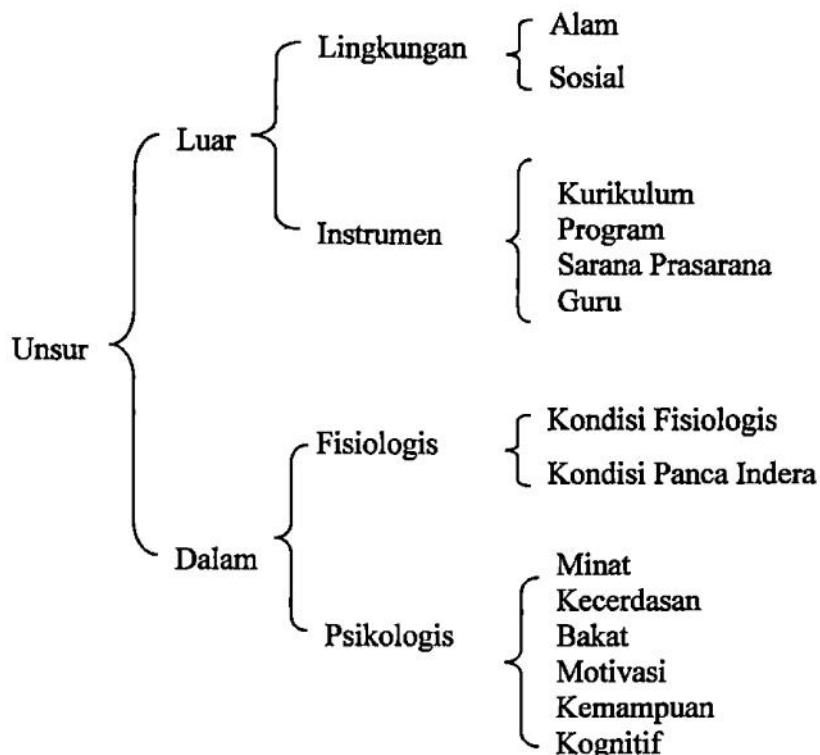 Unsur
Luar
Lingkungan
Alam
Sosial
Instrumen
Kurikulum
Program
Sarana Prasarana
Guru
Dalam
Fisiologis
Kondisi Fisiologis
Kondisi Panca Indera
Psikologis
Minat
Kecerdasan
Bakat
Motivasi
Kemampuan
Kognitif